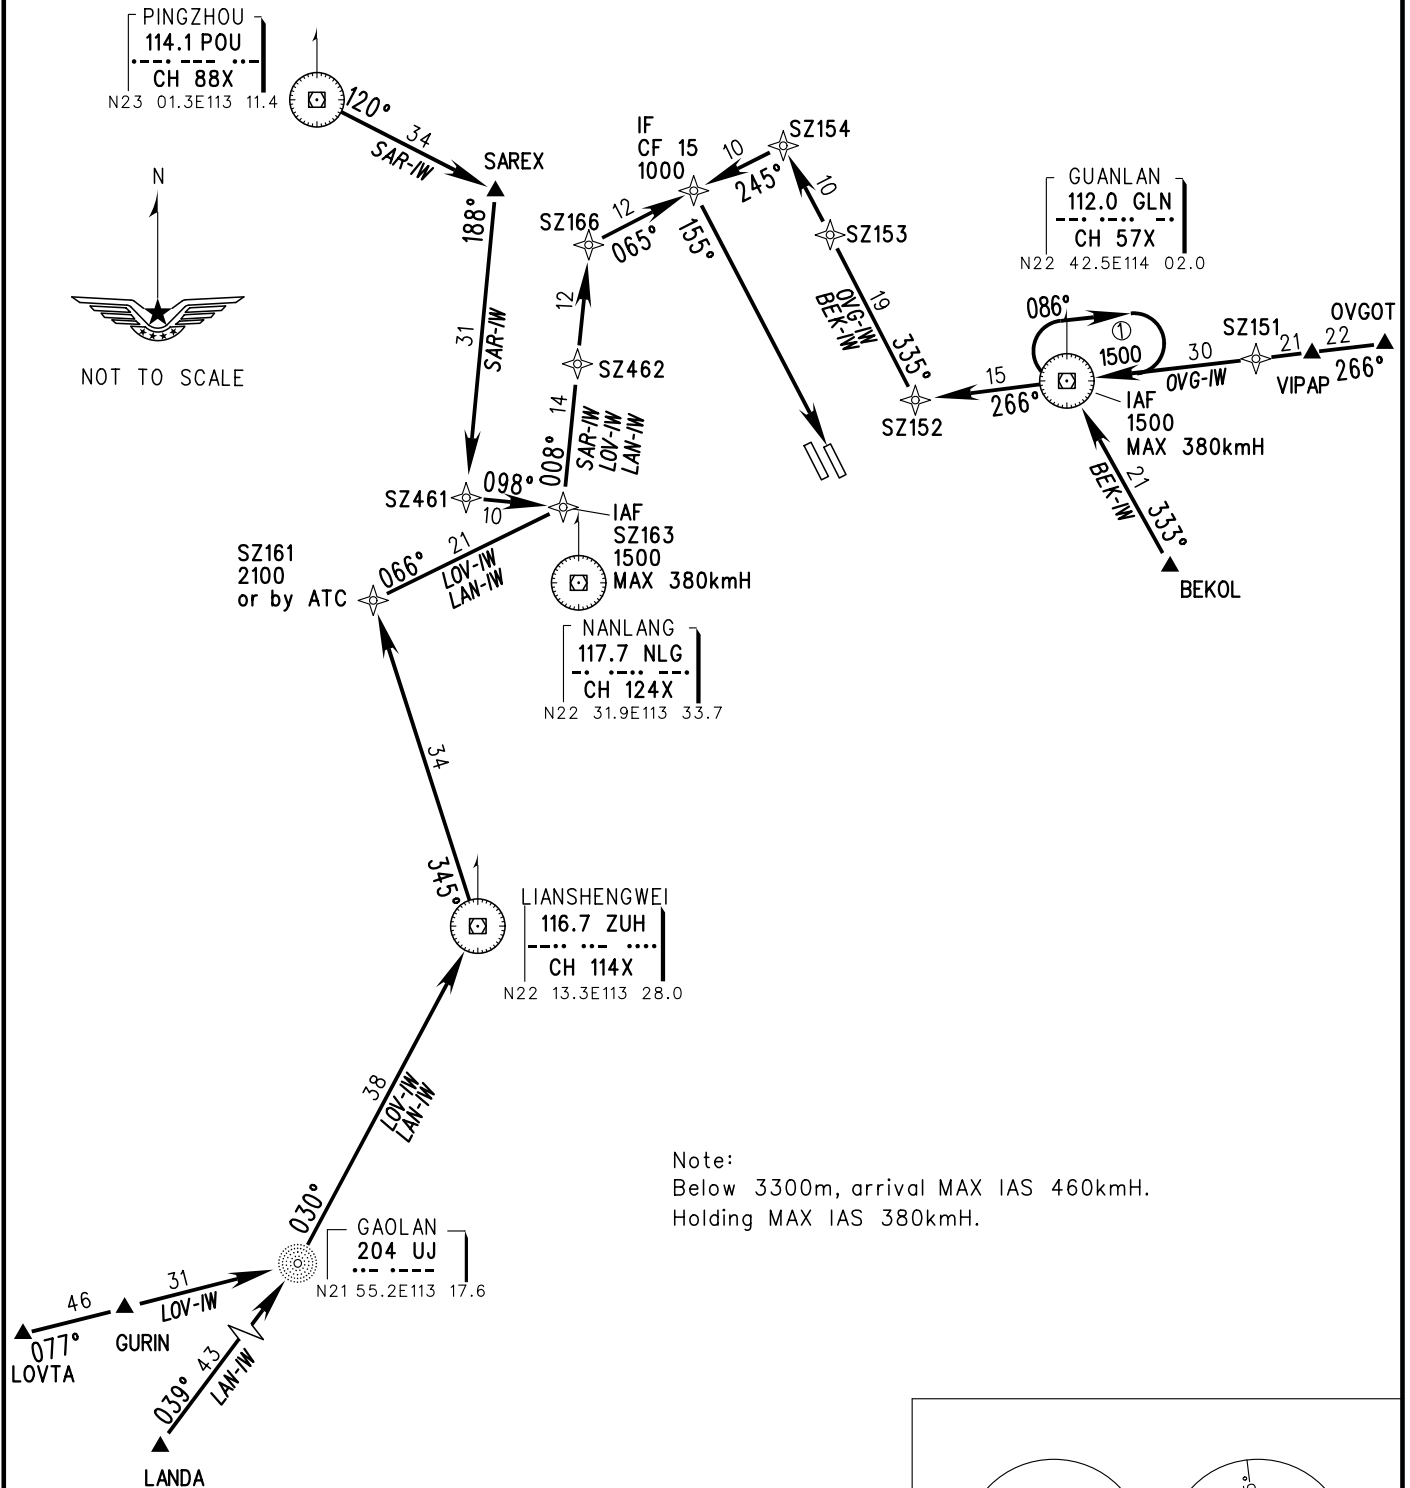 PINGZHOU
114.1 POU
CH 88X
N23 01.3E113 11.4
120°
34
SAR-IW
SAREX
188°
31
SAR-IW
N
NOT TO SCALE
IF
CF 15
1000
10
245°
SZ154
10
SZ153
SZ166
12
065°
155°
19
OVG-IW
BEK-IW
335°
GUANLAN
112.0 GLN
CH 57X
N22 42.5E114 02.0
086°
1
1500
SZ151
30
OVG-IW
21
VIPAP
22
OVGOT
266°
15
266°
SZ152
IAF
1500
MAX 380kmH
21
BEK-IW
333°
BEKOL
12
SZ462
14
008°
SAR-IW
LOV-IW
LAN-IW
SZ461
098°
10
IAF
SZ163
1500
MAX 380kmH
SZ161
2100
or by ATC
066°
21
LOV-IW
LAN-IW
NANLANG
117.7 NLG
CH 124X
N22 31.9E113 33.7
34
345°
LIANSHENGWEI
116.7 ZUH
CH 114X
N22 13.3E113 28.0
38
LOV-IW
LAN-IW
030°
Note:
Below 3300m, arrival MAX IAS 460kmH.
Holding MAX IAS 380kmH.
GAOLAN
204 UJ
N21 55.2E113 17.6
46
31
LOV-IW
077°
LOVTA
GURIN
43
LAN-IW
039°
LANDA